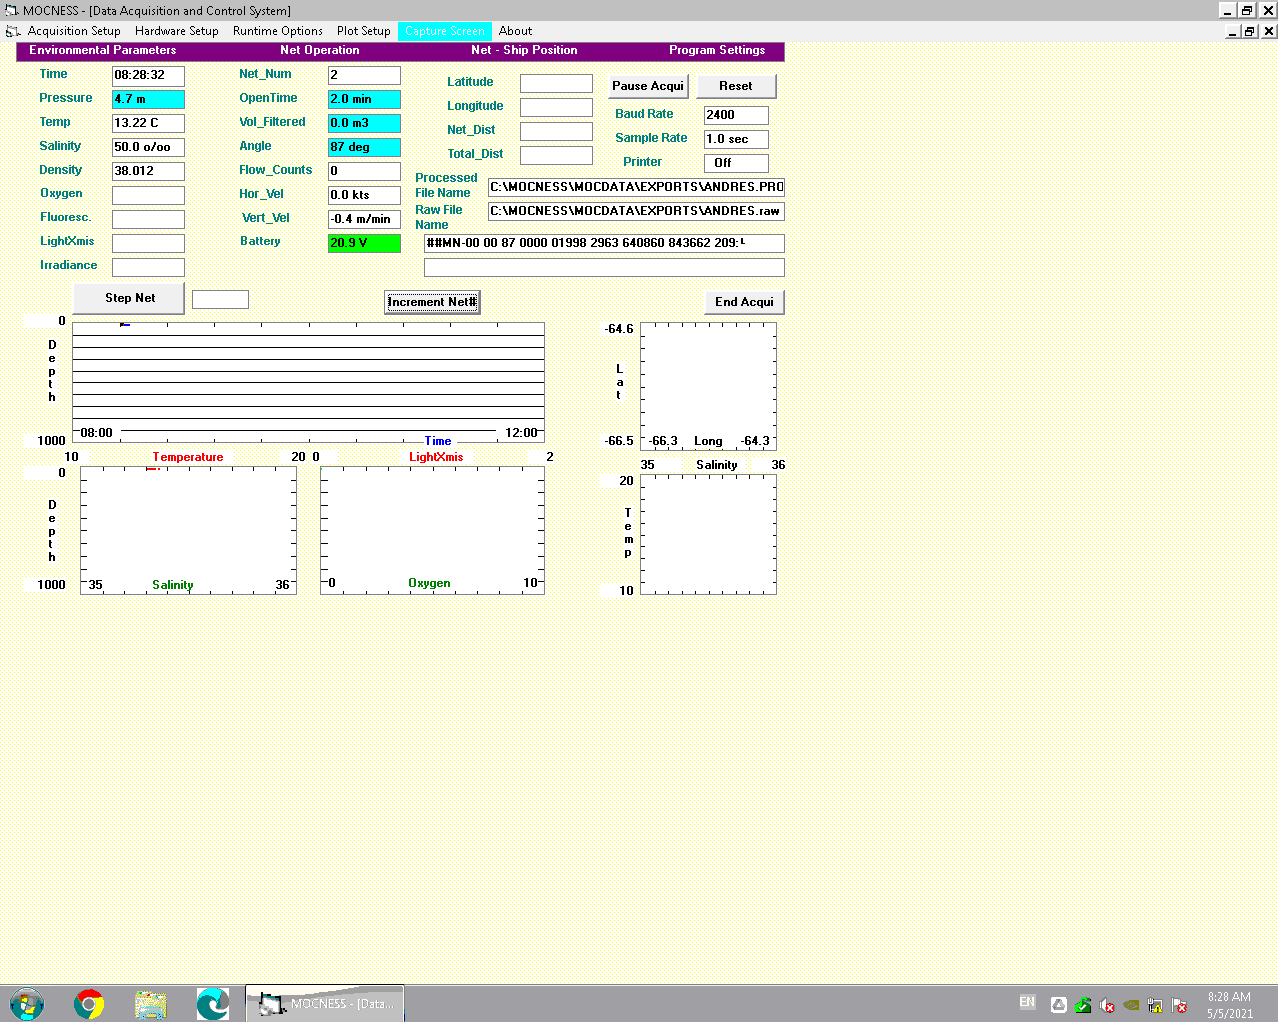 MOCNESS - [Data Acquisition and Control System]
Acquisition Setup Hardware Setup Runtime Options Plot Setup Capture Screen About
Environmental Parameters Net Operation Net - Ship Position Program Settings
Time 08:28:32 Net_Num 2
Latitude Pause Acqui Reset
Pressure 4.7 m OpenTime 2.0 min
Longitude Baud Rate 2400
Temp 13.22 C Vol_Filtered 0.0 m3
Net_Dist Sample Rate 1.0 sec
Salinity 50.0 o/oo Angle 87 deg
Total_Dist Printer Off
Density 38.012 Flow_Counts 0
Processed
File Name C:\MOCNESS\MOCDATA\EXPORTS\ANDRES.PRO
Oxygen Hor_Vel 0.0 kts
Raw File
Name C:\MOCNESS\MOCDATA\EXPORTS\ANDRES.raw
Fluoresc. Vert_Vel -0.4 m/min
LightXmis Battery 20.9 V ##MN-00 00 87 0000 01998 2963 640860 843662 209:
Irradiance
Step Net Increment Net# End Acqui
0
Depth
08:00 12:00
1000 Time
-64.6
Lat
-66.5 -66.3 Long -64.3
10 Temperature 20
0
Depth
1000 35 Salinity 36
0 LightXmis 2
0 Oxygen 10
35 Salinity 36
20
Temp
10
MOCNESS - [Data...
EN
8:28 AM
5/5/2021